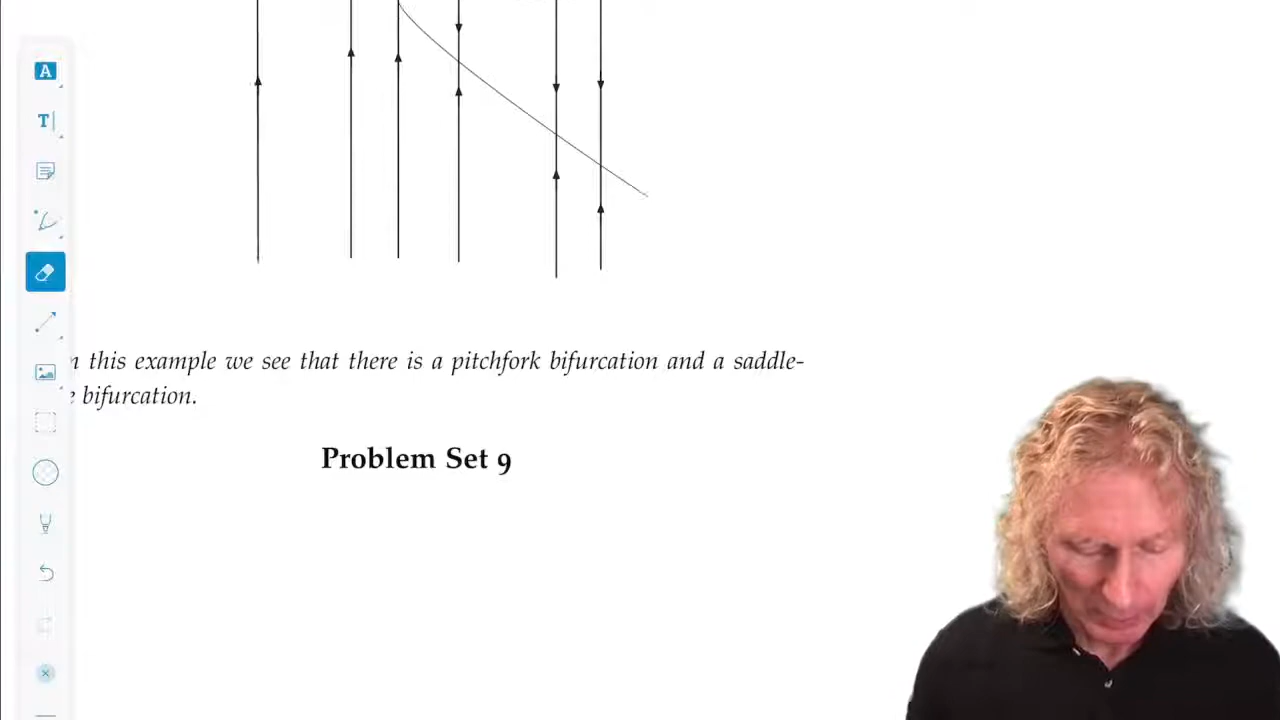 A
T
n this example we see that there is a pitchfork bifurcation and a saddle-
e bifurcation.
Problem Set 9